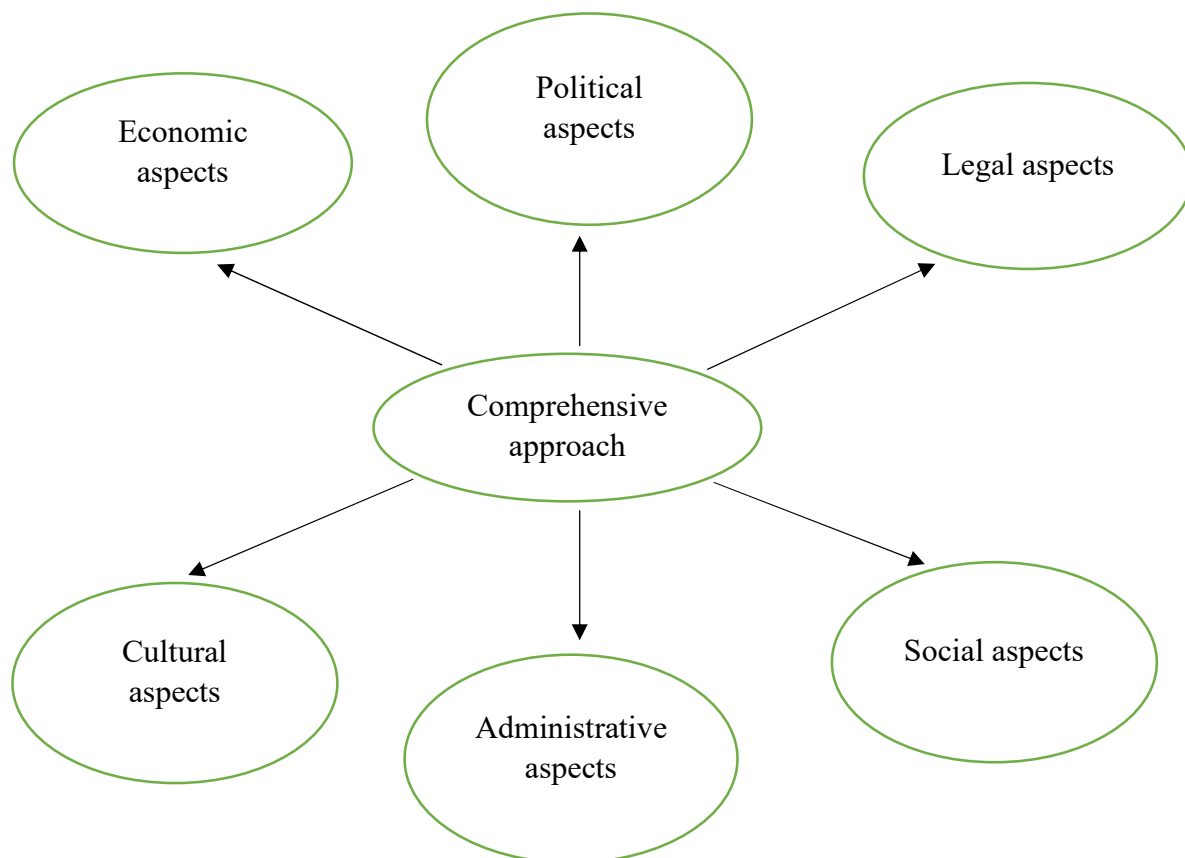 Economic
aspects
Political
aspects
Legal aspects
Comprehensive
approach
Cultural
aspects
Administrative
aspects
Social aspects